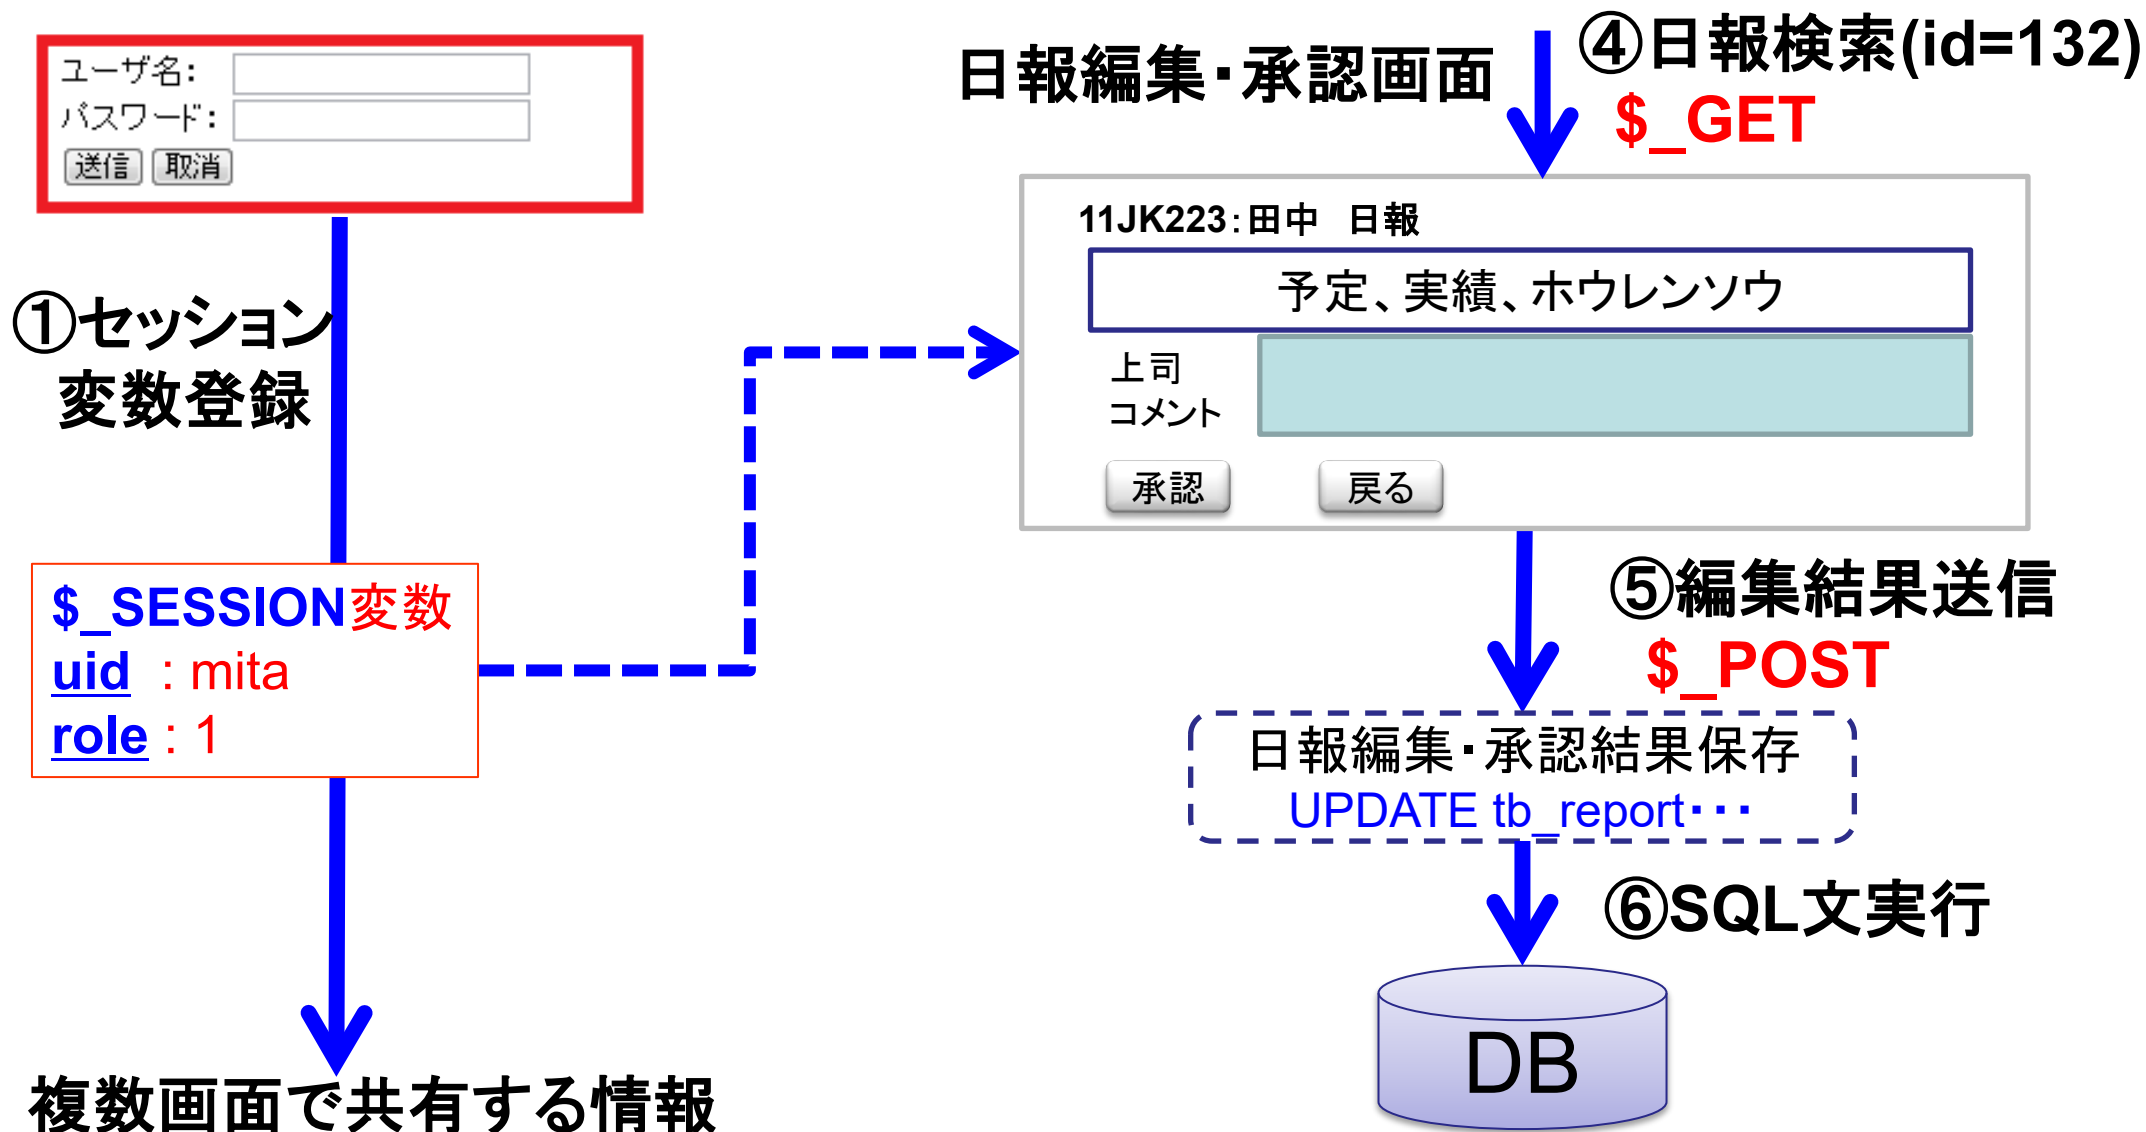 ユーザ名:
パスワード:
送信 取消
①セッション
変数登録
$_SESSION変数
uid : mita
role : 1
複数画面で共有する情報
日報編集・承認画面
④日報検索(id=132)
$_GET
11JK223:田中 日報
予定、実績、ホウレンソウ
上司
コメント
承認 戻る
⑤編集結果送信
$_POST
日報編集・承認結果保存
UPDATE tb_report・・・
⑥SQL文実行
DB